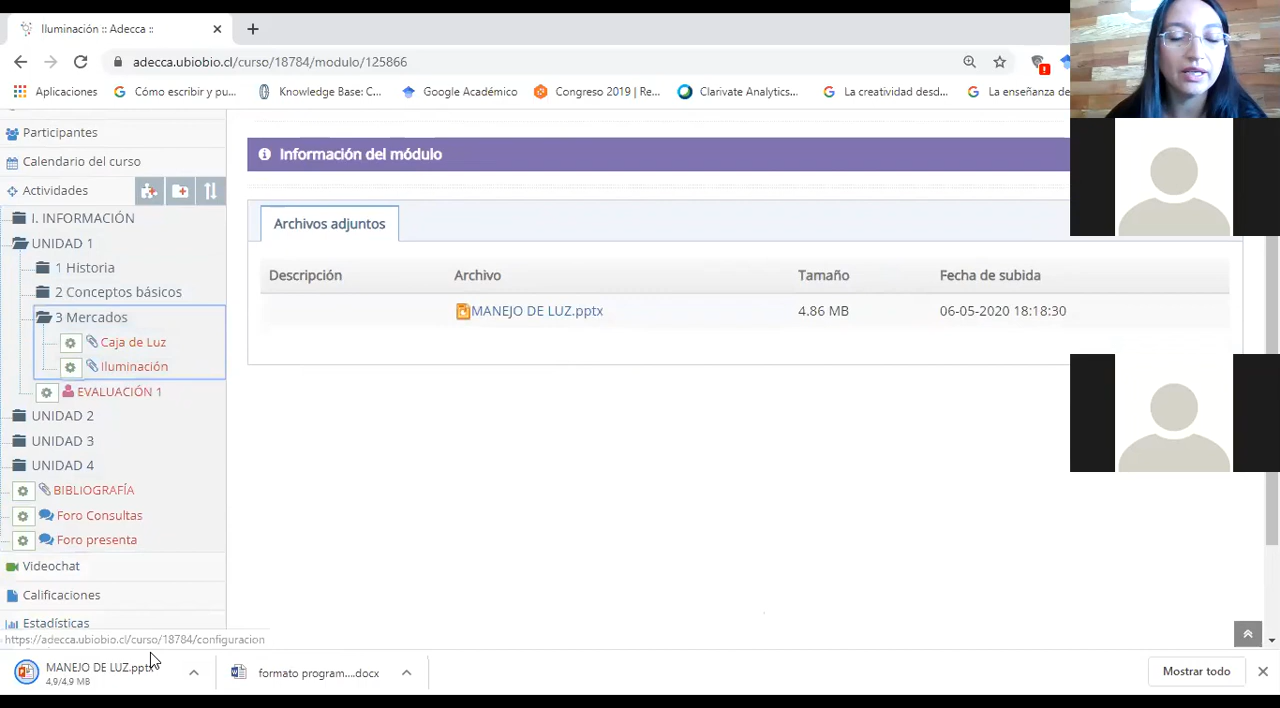 Iluminación :: Adecca ::
adecca.ubiobio.cl/curso/18784/modulo/125866
Aplicaciones
Cómo escribir y pu...
Knowledge Base: C...
Google Académico
Congreso 2019 | Re...
Clarivate Analytics...
La creatividad desd...
La enseñanza de
Participantes
Calendario del curso
Actividades
I. INFORMACIÓN
UNIDAD 1
1 Historia
2 Conceptos básicos
3 Mercados
Caja de Luz
Iluminación
EVALUACIÓN 1
UNIDAD 2
UNIDAD 3
UNIDAD 4
BIBLIOGRAFÍA
Foro Consultas
Foro presenta
Videochat
Calificaciones
Estadísticas
https://adecca.ubiobio.cl/curso/18784/configuracion
Información del módulo
Archivos adjuntos
Descripción Archivo Tamaño Fecha de subida
MANEJO DE LUZ.pptx 4.86 MB 06-05-2020 18:18:30
MANEJO DE LUZ.pptx
4,9/4,9 MB
formato program....docx
Mostrar todo